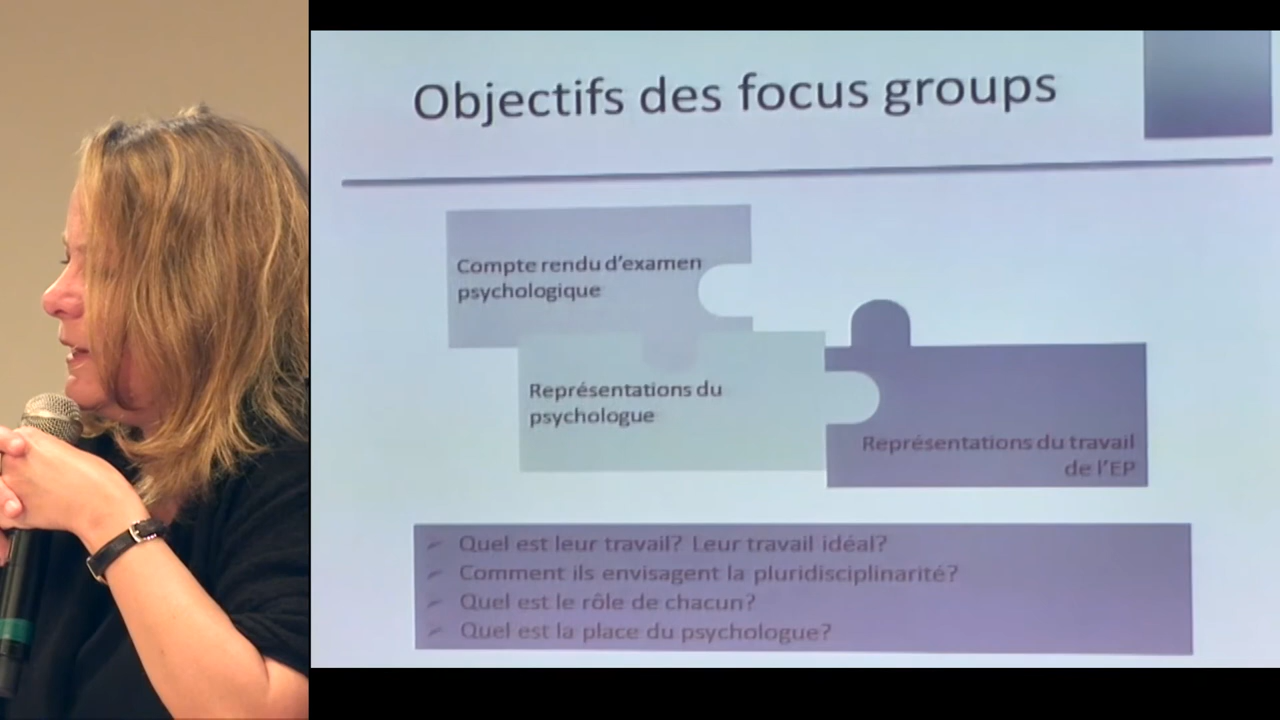 Objectifs des focus groups
Compte rendu d'examen
psychologique
Représentations du
psychologue
Représentations du travail
de l'EP
Quel est leur travail? Leur travail idéal?
Comment ils envisagent la pluridisciplinarité?
Quel est le rôle de chacun?
Quel est la place du psychologue?